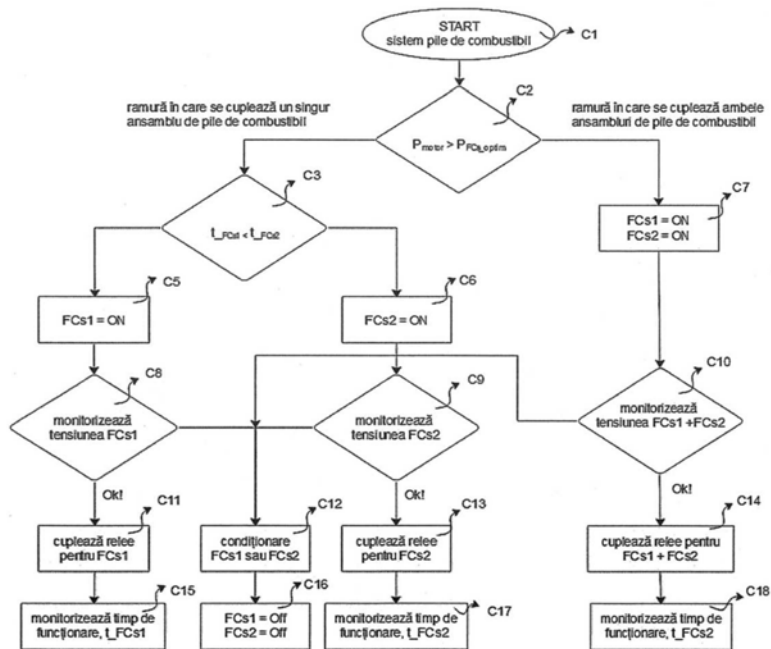 START
sistem pile de combustibil
C1
C2
ramură în care se cuplează un singur
ansamblu de pile de combustibil
ramură în care se cuplează ambele
ansambluri de pile de combustibil
P_motor > P_FCs_optim
C3
C7
t_FCs1 < t_FCs2
FCs1 = ON
FCs2 = ON
C5
C6
FCs1 = ON
FCs2 = ON
C8
C9
C10
monitorizează
tensiunea FCs1
monitorizează
tensiunea FCs2
monitorizează
tensiunea FCs1 +FCs2
Ok!
Ok!
Ok!
C11
C12
C13
C14
cuplează relee
pentru FCs1
condiționare
FCs1 sau FCs2
cuplează relee
pentru FCs2
cuplează relee pentru
FCs1 + FCs2
C15
C16
C17
C18
monitorizează timp de
funcționare, t_FCs1
FCs1 = Off
FCs2 = Off
monitorizează timp de
funcționare, t_FCs2
monitorizează timp de
funcționare, t_FCs2